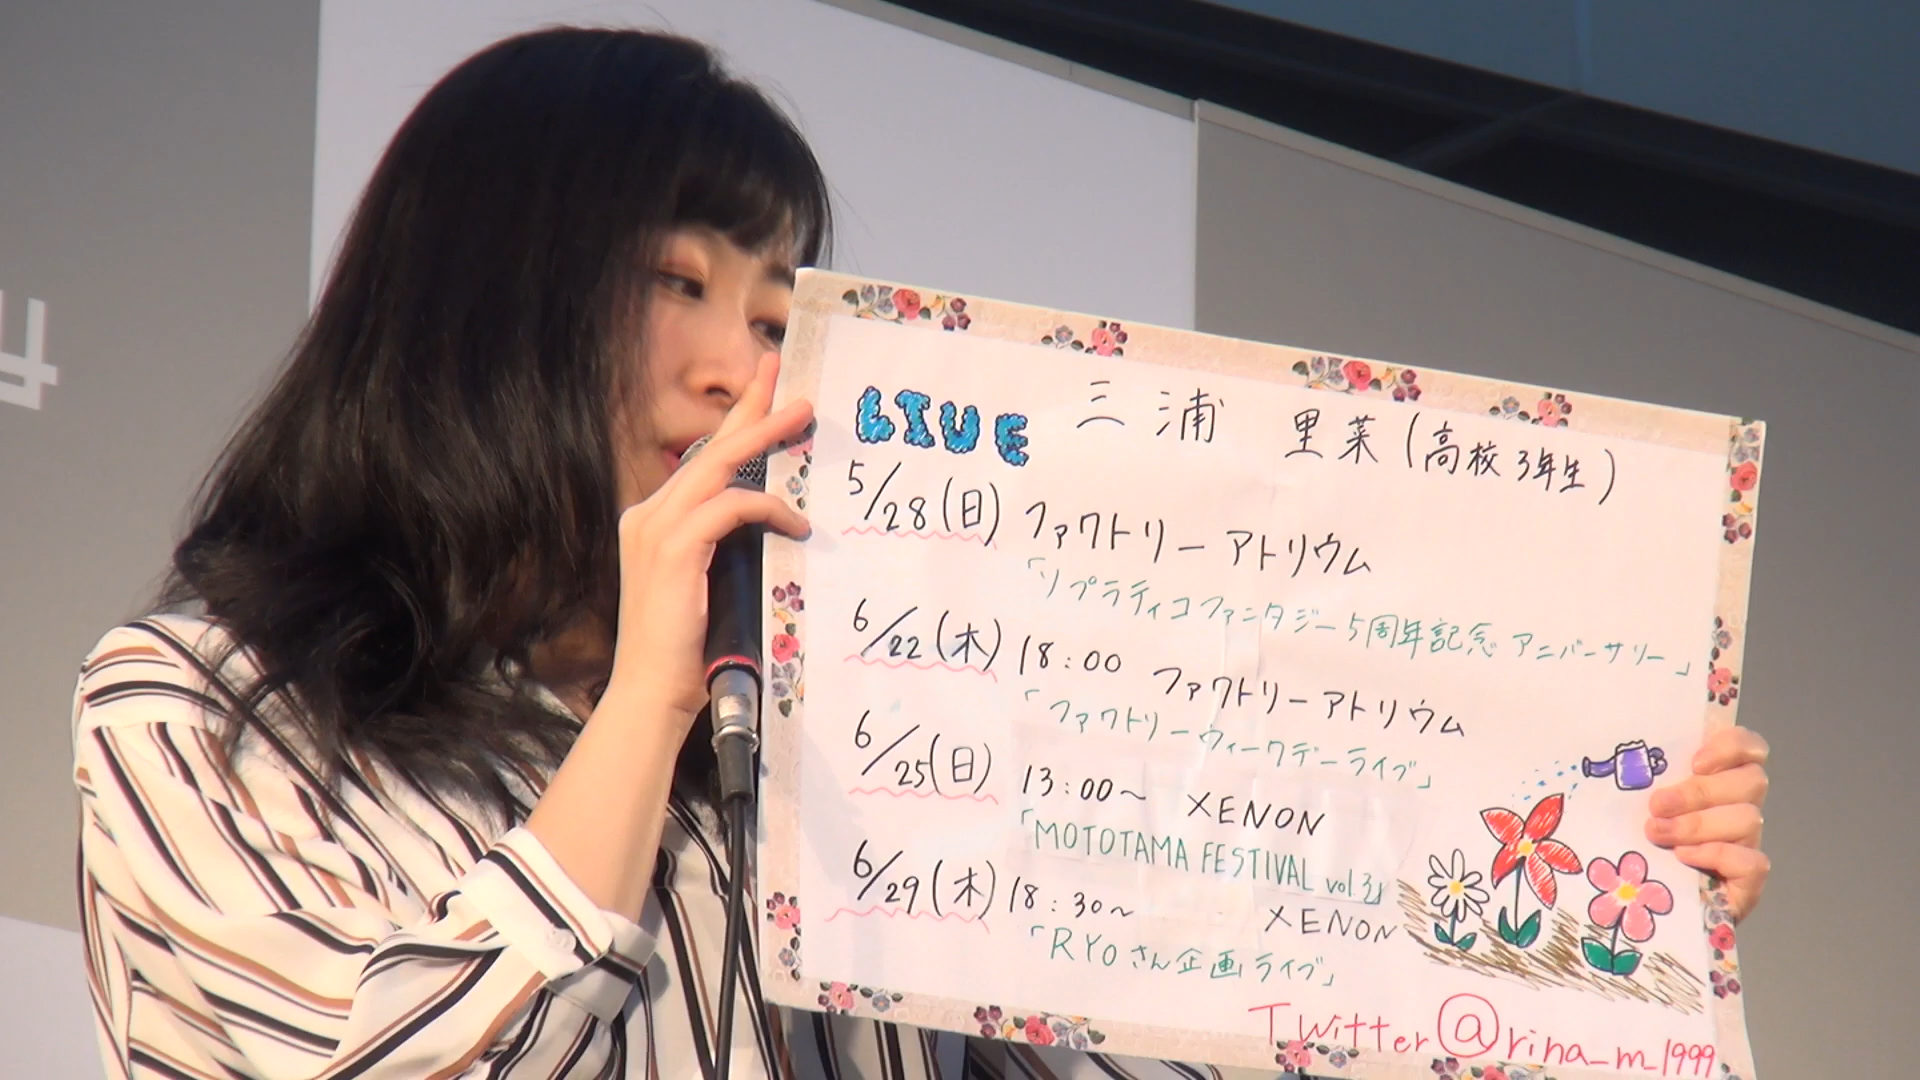 LIVE 三浦 里菜(高校3年生)
5/28(日) ファクトリーアトリウム
「ソプラティコファンタジー5周年記念アニバーサリー」
6/22(木) 18:00 ファクトリーアトリウム
「ファクトリーウィークデーライブ」
6/25(日) 13:00～ XENON
「MOTOTAMA FESTIVAL vol.3」
6/29(木) 18:30～ XENON
「RYOさん企画ライブ」
Twitter@rina_m_1999